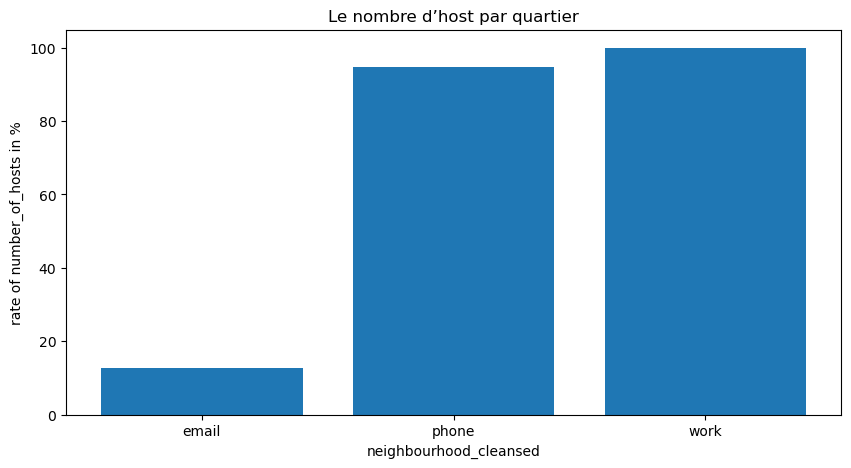 Le nombre d’host par quartier
rate of number_of_hosts in %
100
80
60
40
20
0
email
phone
work
neighbourhood_cleansed